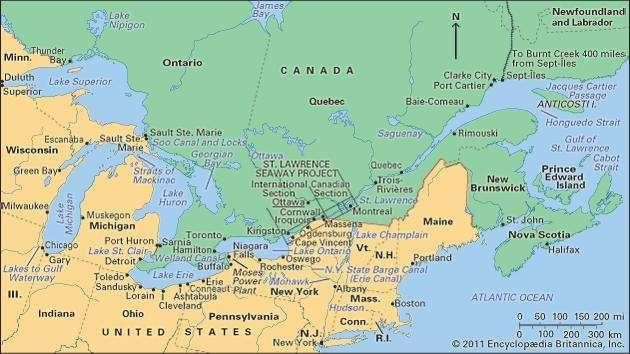 Newfoundland
and Labrador
Lake
Nipigon
James
Bay
N
Thunder
Bay
Minn.
Ontario
CANADA
To Burnt Creek 400 miles
from Sept-Iles
Duluth
Superior
Lake Superior
Clarke City
Sept-Iles
Port Cartier
Jacques Cartier
Passage
ANTICOSTI I.
Quebec
Baie-Comeau
Honguedo Strait
Escanaba
Sault Ste.
Marie
Sault Ste. Marie
Soo Canal and Locks
Saguenay
Rimouski
Gulf of
St. Lawrence
Cabot
Strait
Wisconsin
Georgian
Bay
Ottawa
Green Bay
Straits of
Mackinac
ST. LAWRENCE
SEAWAY PROJECT
Quebec
Prince
Edward
Island
International
Section
Canadian
Section
Trois-
Rivières
New
Brunswick
Lake
Huron
Ottawa
St. Lawrence
Milwaukee
Lake
Michigan
Muskegon
Michigan
Cornwall
Iroquois
Montreal
Maine
St. John
Massena
Toronto
Kingston
Ogdensburg
Lake Champlain
Nova Scotia
Port Huron
Sarnia
Hamilton
Cape Vincent
Chicago
Gary
Lake St. Clair
Detroit
Welland Canal
Niagara
Falls
Lake Ontario
Oswego
Vt.
N.H.
Halifax
Lakes to Gulf
Waterway
Lake Erie
Buffalo
Rochester
N.Y. State Barge Canal
(Erie Canal)
Portland
Toledo
Sandusky
Erie
Moses
Power
Plant
Mohawk
Ill.
Lorain
Conneaut
Ashtabula
Cleveland
New York
Albany
Mass.
Boston
ATLANTIC OCEAN
Indiana
Ohio
Pennsylvania
Hudson
Conn.
R.I.
0 50 100 150 200 mi
0 100 200 300 km
UNITED STATES
N.J.
New York
© 2011 Encyclopædia Britannica, Inc.